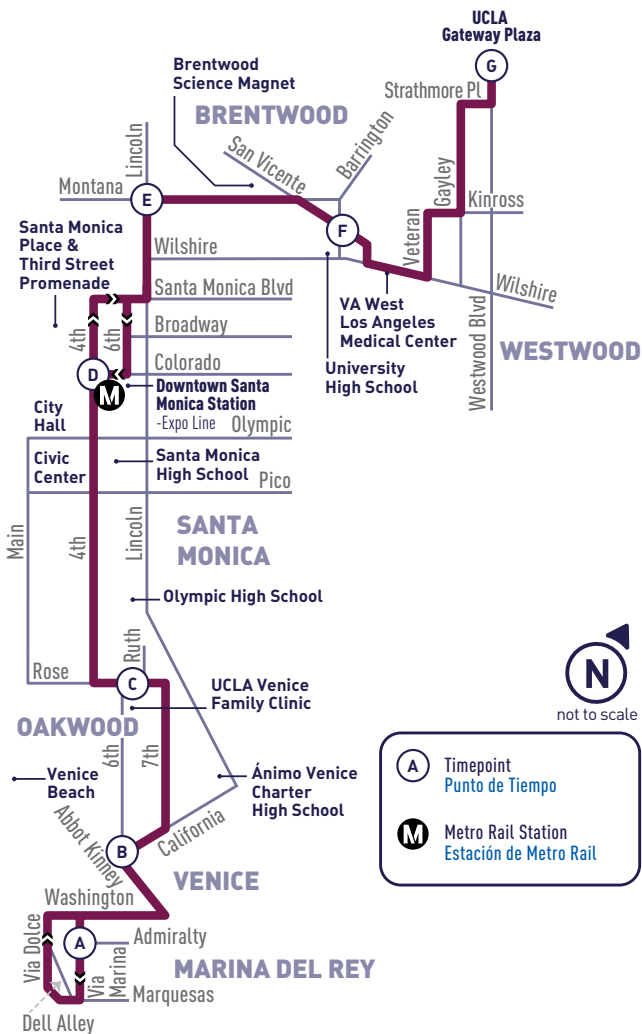 UCLA
Gateway Plaza
G
Strathmore Pl
Brentwood
Science Magnet
BRENTWOOD
San Vicente
Barrington
Lincoln
Montana
E
F
Gayley
Kinross
Veteran
Santa Monica
Place &
Third Street
Promenade
Wilshire
Wilshire
Santa Monica Blvd
VA West
Los Angeles
Medical Center
Westwood Blvd
WESTWOOD
University
High School
4th
6th
Broadway
Colorado
D
M
Downtown Santa
Monica Station
-Expo Line
Olympic
City
Hall
Civic
Center
Santa Monica
High School
Pico
Main
4th
Lincoln
SANTA
MONICA
Olympic High School
Ruth
Rose
C
UCLA Venice
Family Clinic
OAKWOOD
6th
7th
Venice
Beach
Ánimo Venice
Charter
High School
California
Abbot Kinney
B
VENICE
Washington
Via Dolce
A
Admiralty
Via
Marina
MARINA DEL REY
Marquesas
Dell Alley
N
not to scale
A
Timepoint
Punto de Tiempo
M
Metro Rail Station
Estación de Metro Rail